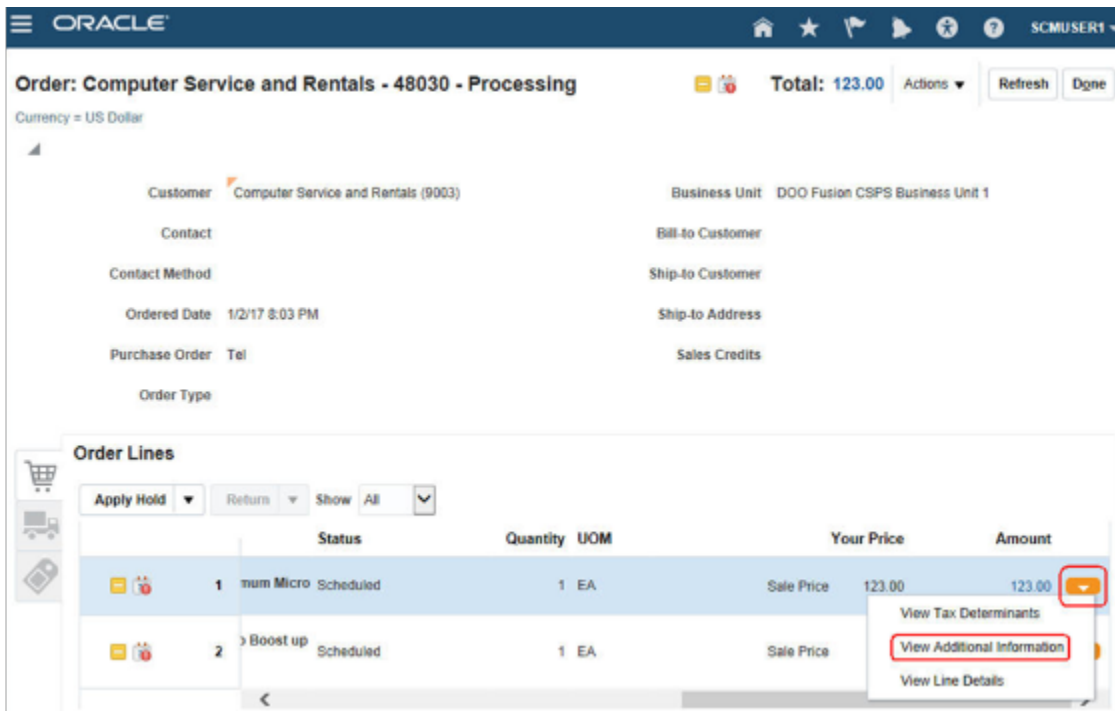 ORACLE
SCMUSER1
Order: Computer Service and Rentals - 48030 - Processing
Total: 123.00 Actions Refresh Done
Currency = US Dollar
Customer Computer Service and Rentals (9003)
Business Unit DOO Fusion CSPS Business Unit 1
Contact
Bill-to Customer
Contact Method
Ship-to Customer
Ordered Date 1/2/17 8:03 PM
Ship-to Address
Purchase Order Tel
Sales Credits
Order Type
Order Lines
Apply Hold Return Show All
Status Quantity UOM Your Price Amount
1 mum Micro Scheduled 1 EA Sale Price 123.00 123.00
View Tax Determinants
2 Boost up Scheduled 1 EA Sale Price
View Additional Information
View Line Details